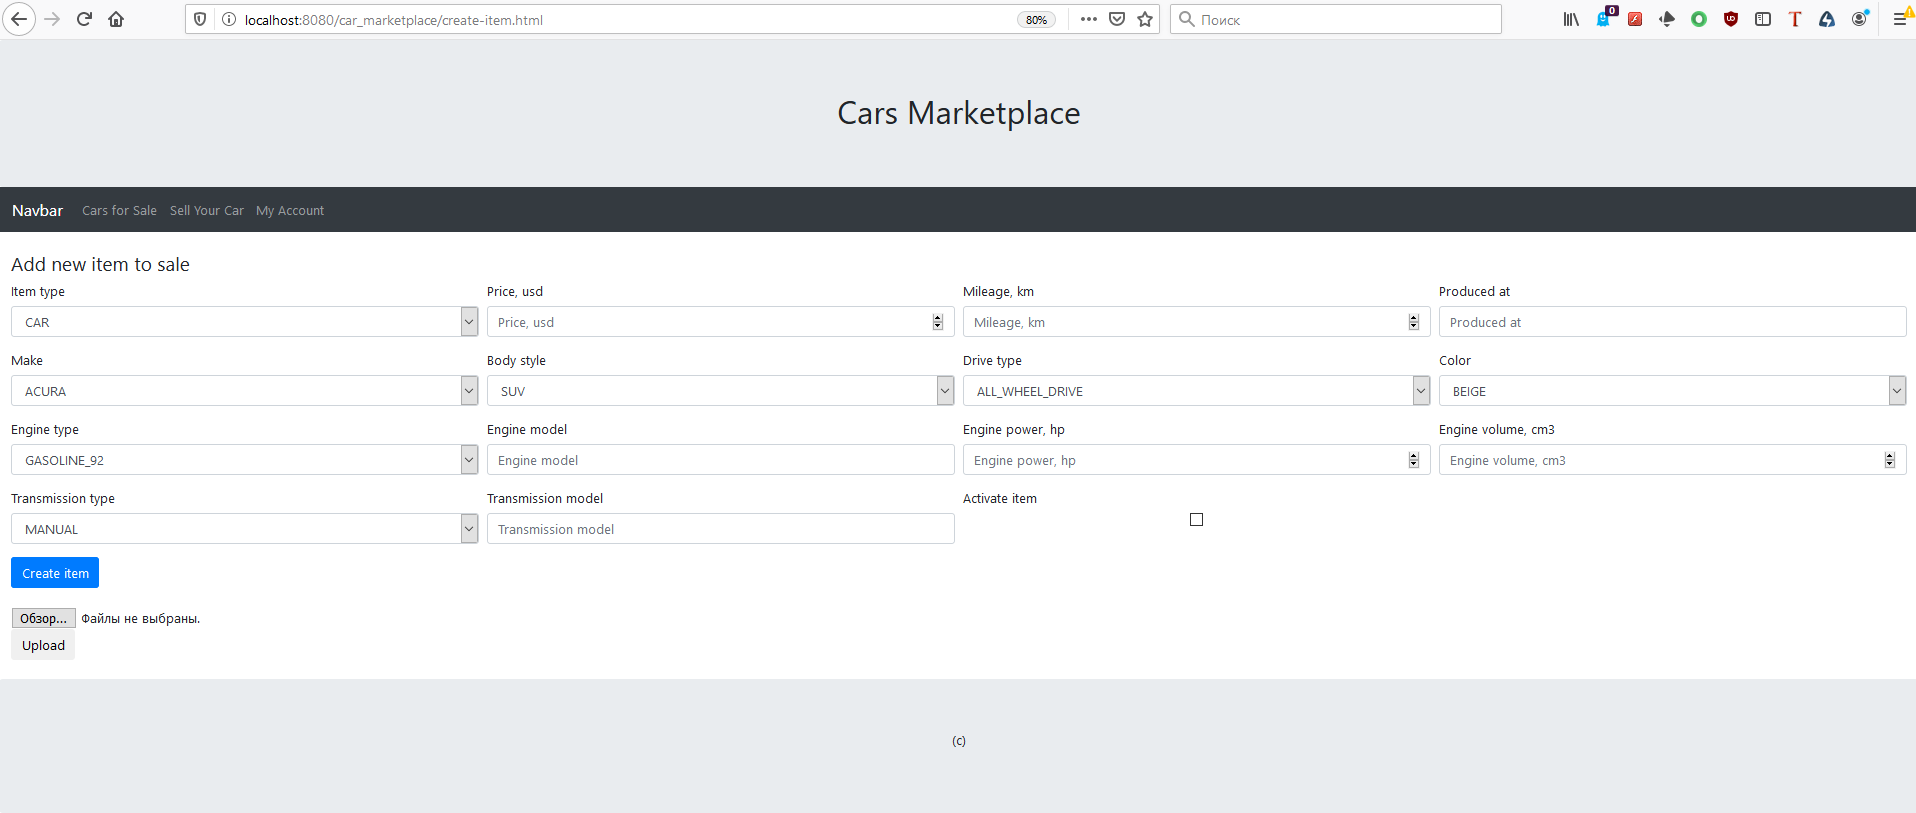 localhost:8080/car_marketplace/create-item.html 80% Поиск 0
Cars Marketplace
Navbar Cars for Sale Sell Your Car My Account
Add new item to sale
Item type Price, usd Mileage, km Produced at
CAR Price, usd Mileage, km Produced at
Make Body style Drive type Color
ACURA SUV ALL_WHEEL_DRIVE BEIGE
Engine type Engine model Engine power, hp Engine volume, cm3
GASOLINE_92 Engine model Engine power, hp Engine volume, cm3
Transmission type Transmission model Activate item
MANUAL Transmission model
Create item
Обзор... Файлы не выбраны.
Upload
(c)